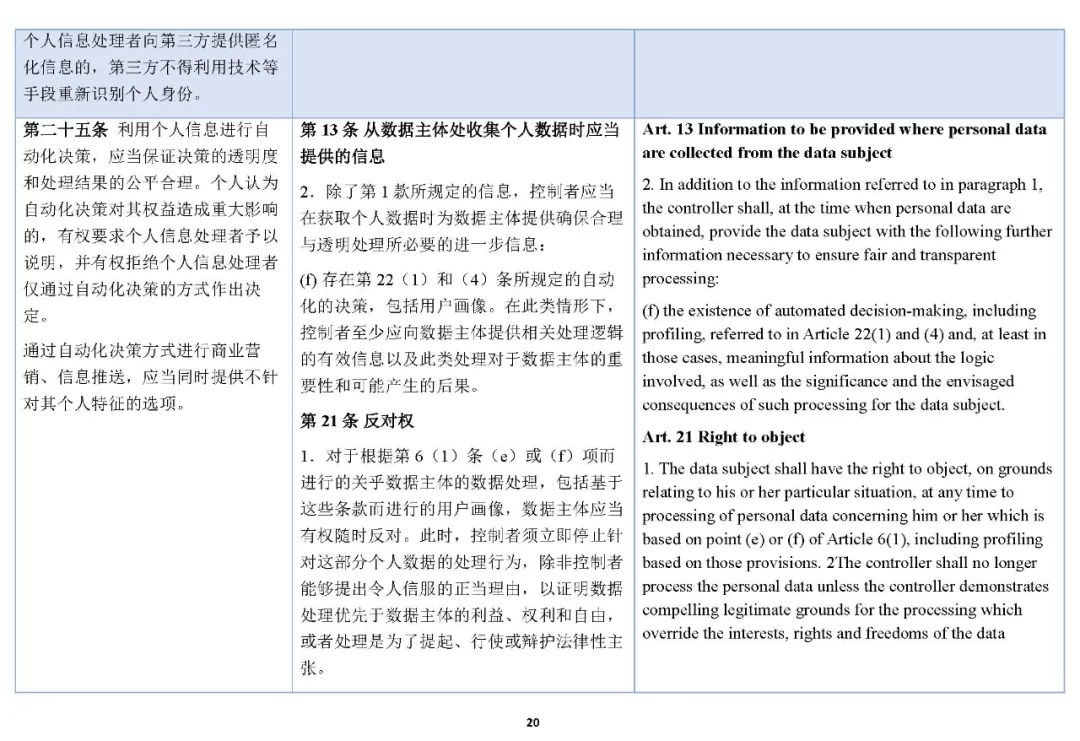 个人信息处理者向第三方提供匿名
化信息的，第三方不得利用技术等
手段重新识别个人身份。
第二十五条 利用个人信息进行自
动化决策，应当保证决策的透明度
和处理结果的公平合理。个人认为
自动化决策对其权益造成重大影响
的，有权要求个人信息处理者予以
说明，并有权拒绝个人信息处理者
仅通过自动化决策的方式作出决
定。
通过自动化决策方式进行商业营
销、信息推送，应当同时提供不针
对其个人特征的选项。
第 13 条 从数据主体处收集个人数据时应当
提供的信息
2．除了第 1 款所规定的信息，控制者应当
在获取个人数据时为数据主体提供确保合理
与透明处理所必要的进一步信息：
(f) 存在第 22（1）和（4）条所规定的自动
化的决策，包括用户画像。在此类情形下，
控制者至少应向数据主体提供相关处理逻辑
的有效信息以及此类处理对于数据主体的重
要性和可能产生的后果。
第 21 条 反对权
1．对于根据第 6（1）条（e）或（f）项而
进行的关乎数据主体的数据处理，包括基于
这些条款而进行的用户画像，数据主体应当
有权随时反对。此时，控制者须立即停止针
对这部分个人数据的处理行为，除非控制者
能够提出令人信服的正当理由，以证明数据
处理优先于数据主体的利益、权利和自由，
或者处理是为了提起、行使或辩护法律性主
张。
Art. 13 Information to be provided where personal data
are collected from the data subject
2. In addition to the information referred to in paragraph 1,
the controller shall, at the time when personal data are
obtained, provide the data subject with the following further
information necessary to ensure fair and transparent
processing:
(f) the existence of automated decision-making, including
profiling, referred to in Article 22(1) and (4) and, at least in
those cases, meaningful information about the logic
involved, as well as the significance and the envisaged
consequences of such processing for the data subject.
Art. 21 Right to object
1. The data subject shall have the right to object, on grounds
relating to his or her particular situation, at any time to
processing of personal data concerning him or her which is
based on point (e) or (f) of Article 6(1), including profiling
based on those provisions. 2The controller shall no longer
process the personal data unless the controller demonstrates
compelling legitimate grounds for the processing which
override the interests, rights and freedoms of the data
20